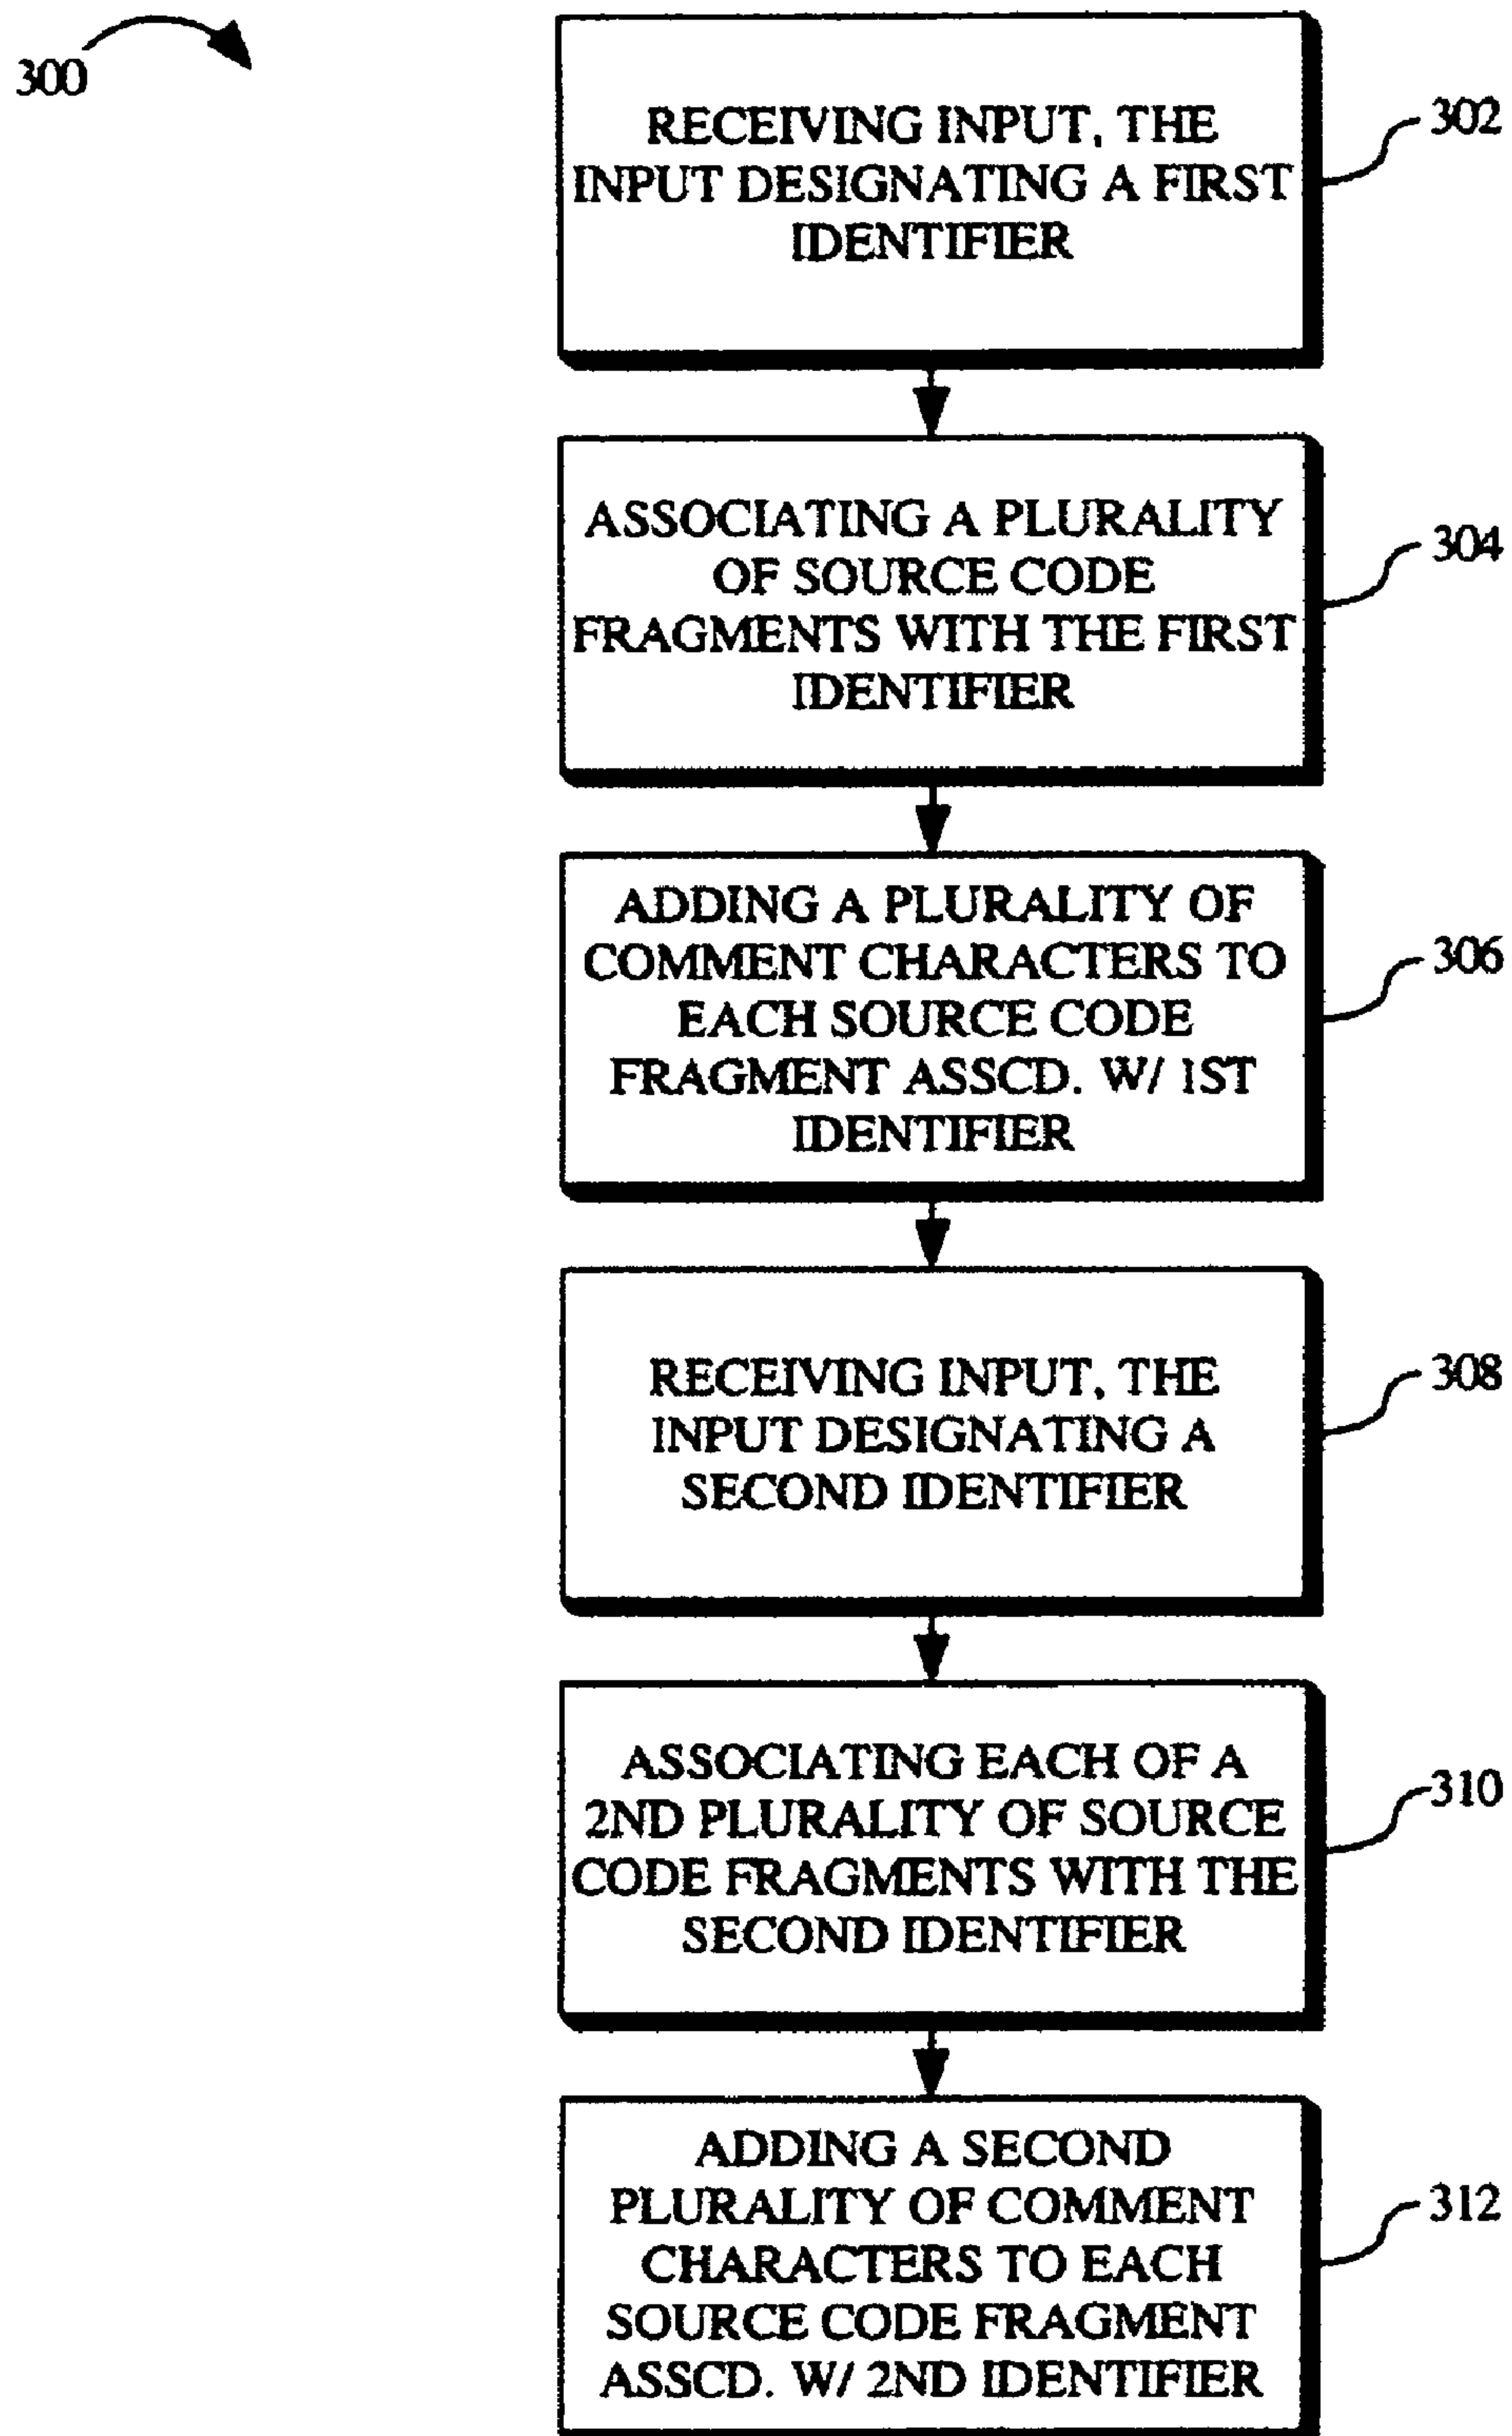 300
RECEIVING INPUT, THE
INPUT DESIGNATING A FIRST
IDENTIFIER
302
ASSOCIATING A PLURALITY
OF SOURCE CODE
FRAGMENTS WITH THE FIRST
IDENTIFIER
304
ADDING A PLURALITY OF
COMMENT CHARACTERS TO
EACH SOURCE CODE
FRAGMENT ASSCD. W/ 1ST
IDENTIFIER
306
RECEIVING INPUT, THE
INPUT DESIGNATING A
SECOND IDENTIFIER
308
ASSOCIATING EACH OF A
2ND PLURALITY OF SOURCE
CODE FRAGMENTS WITH THE
SECOND IDENTIFIER
310
ADDING A SECOND
PLURALITY OF COMMENT
CHARACTERS TO EACH
SOURCE CODE FRAGMENT
ASSCD. W/ 2ND IDENTIFIER
312